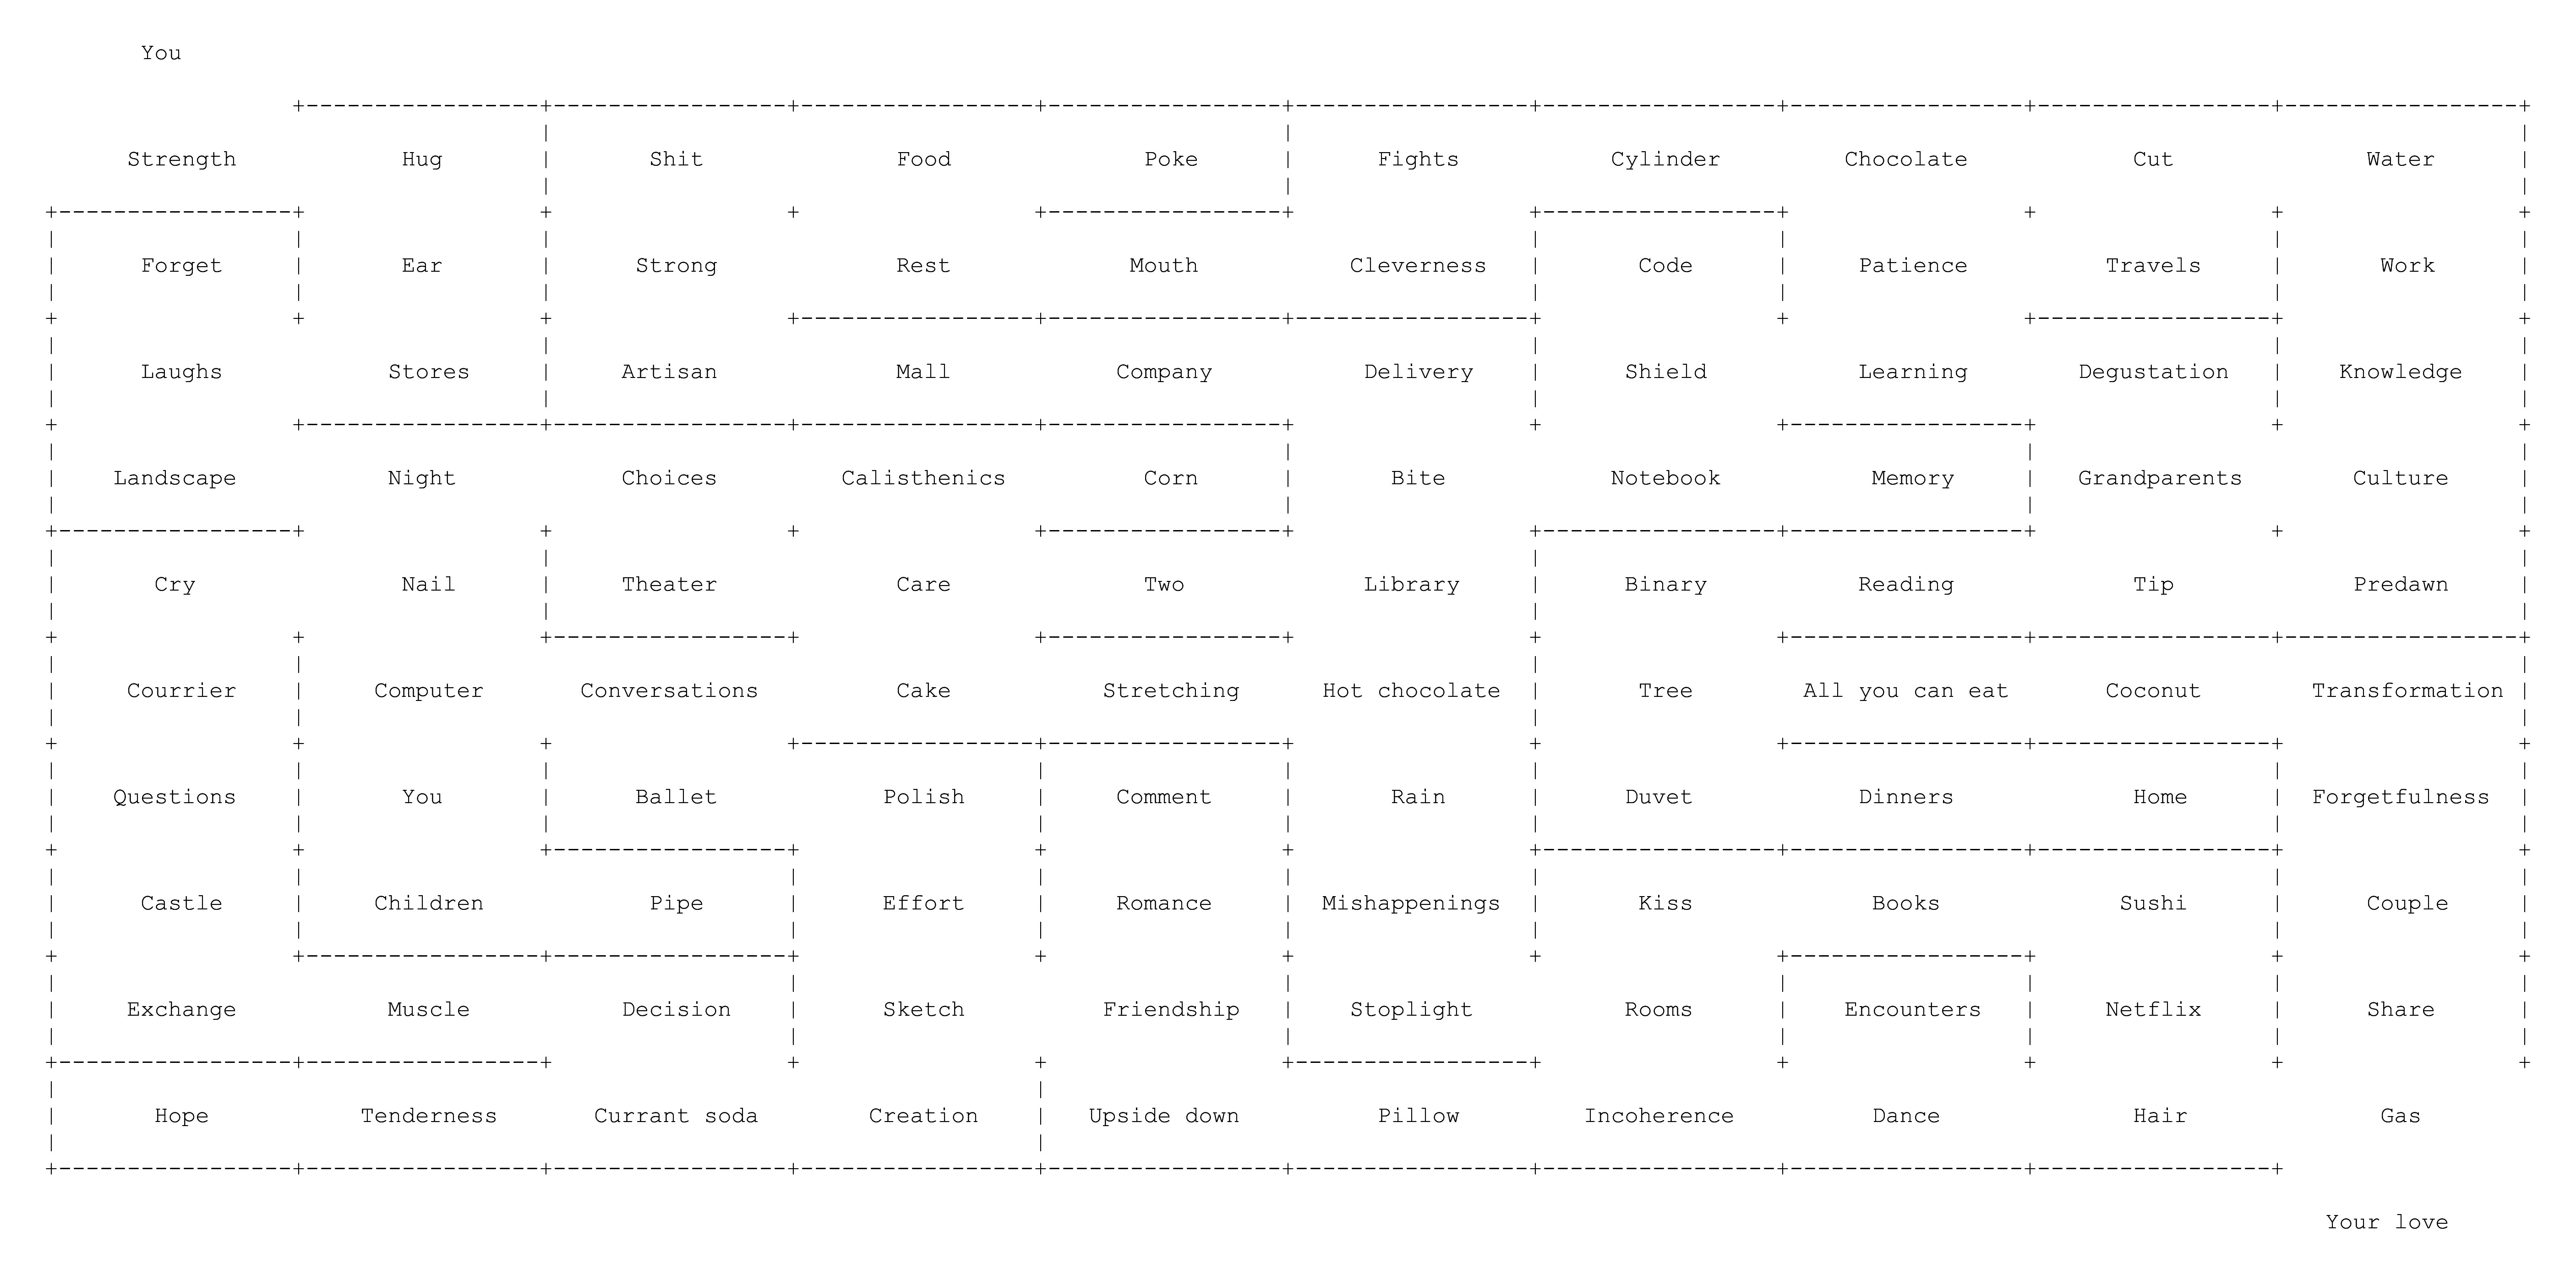 You
Strength Hug Shit Food Poke Fights Cylinder Chocolate Cut Water
Forget Ear Strong Rest Mouth Cleverness Code Patience Travels Work
Laughs Stores Artisan Mall Company Delivery Shield Learning Degustation Knowledge
Landscape Night Choices Calisthenics Corn Bite Notebook Memory Grandparents Culture
Cry Nail Theater Care Two Library Binary Reading Tip Predawn
Courrier Computer Conversations Cake Stretching Hot chocolate Tree All you can eat Coconut Transformation
Questions You Ballet Polish Comment Rain Duvet Dinners Home Forgetfulness
Castle Children Pipe Effort Romance Mishappenings Kiss Books Sushi Couple
Exchange Muscle Decision Sketch Friendship Stoplight Rooms Encounters Netflix Share
Hope Tenderness Currant soda Creation Upside down Pillow Incoherence Dance Hair Gas
Your love